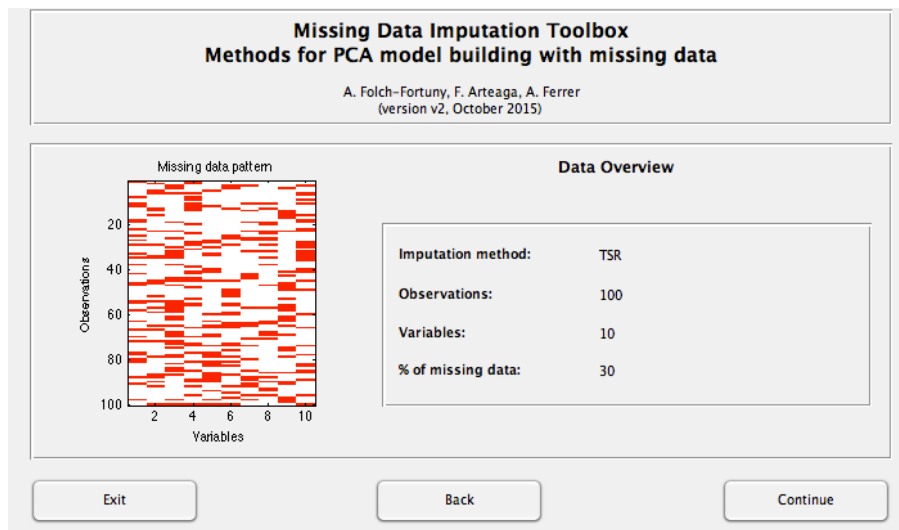 Missing Data Imputation Toolbox
Methods for PCA model building with missing data
A. Folch-Fortuny, F. Arteaga, A. Ferrer
(version v2, October 2015)
Missing data pattern
20
40
60
80
100
2 4 6 8 10
Observations
Variables
Data Overview
Imputation method: TSR
Observations: 100
Variables: 10
% of missing data: 30
Exit
Back
Continue